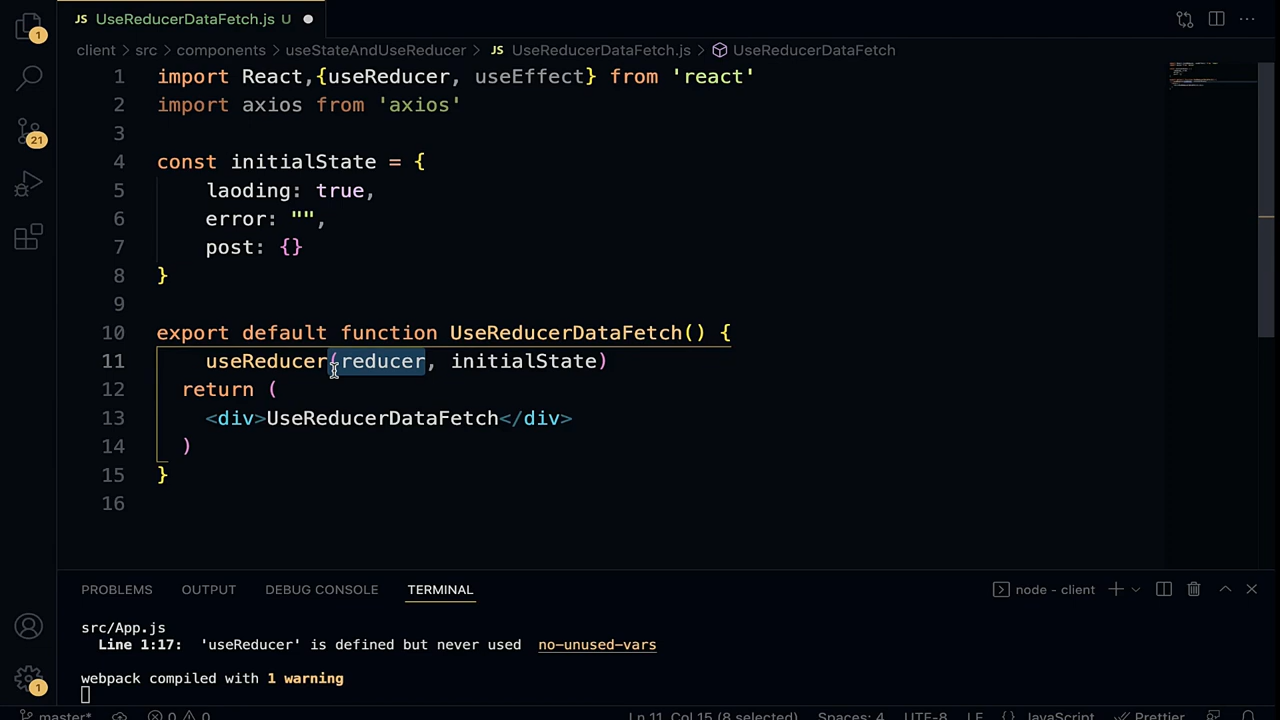 JS UseReducerDataFetch.js U
client > src > components > useStateAndUseReducer > JS UseReducerDataFetch.js > UseReducerDataFetch
1 import React,{useReducer, useEffect} from 'react'
2 import axios from 'axios'
3
4 const initialState = {
5 laoding: true,
6 error: "",
7 post: {}
8 }
9
10 export default function UseReducerDataFetch() {
11 useReducer(reducer, initialState)
12 return (
13 <div>UseReducerDataFetch</div>
14 )
15 }
16
1
21
1
PROBLEMS OUTPUT DEBUG CONSOLE TERMINAL node - client
src/App.js
Line 1:17: 'useReducer' is defined but never used no-unused-vars
webpack compiled with 1 warning
master* 0 0 Ln 11, Col 15 (8 selected) Spaces: 4 UTF-8 LF {} JavaScript Prettier